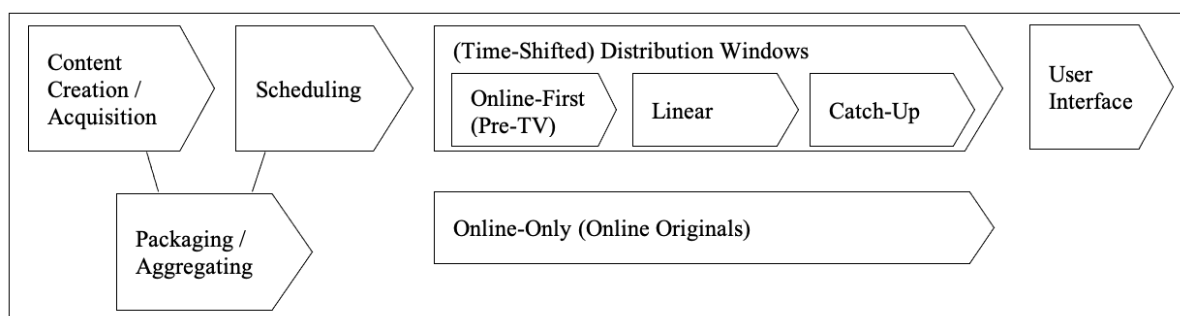 Content
Creation /
Acquisition
Scheduling
Packaging /
Aggregating
(Time-Shifted) Distribution Windows
Online-First
(Pre-TV)
Linear
Catch-Up
Online-Only (Online Originals)
User
Interface